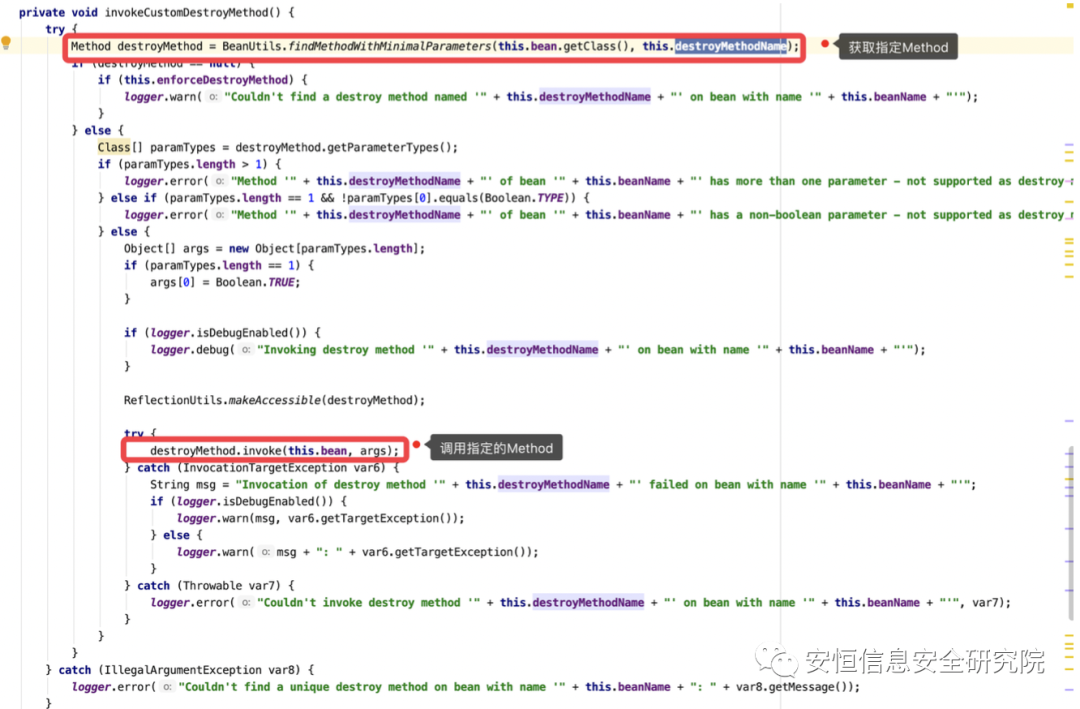 private void invokeCustomDestroyMethod() {
try {
Method destroyMethod = BeanUtils.findMethodWithMinimalParameters(this.bean.getClass(), this.destroyMethodName); 获取指定Method
if (destroyMethod == null) {
if (this.enforceDestroyMethod) {
logger.warn( o: "Couldn't find a destroy method named '" + this.destroyMethodName + "' on bean with name '" + this.beanName + "'");
}
} else {
Class[] paramTypes = destroyMethod.getParameterTypes();
if (paramTypes.length > 1) {
logger.error( o: "Method '" + this.destroyMethodName + "' of bean '" + this.beanName + "' has more than one parameter - not supported as destroy
} else if (paramTypes.length == 1 && !paramTypes[0].equals(Boolean.TYPE)) {
logger.error( o: "Method '" + this.destroyMethodName + "' of bean '" + this.beanName + "' has a non-boolean parameter - not supported as destroy
} else {
Object[] args = new Object[paramTypes.length];
if (paramTypes.length == 1) {
args[0] = Boolean.TRUE;
}
if (logger.isDebugEnabled()) {
logger.debug( o: "Invoking destroy method '" + this.destroyMethodName + "' on bean with name '" + this.beanName + "'");
}
ReflectionUtils.makeAccessible(destroyMethod);
try {
destroyMethod.invoke(this.bean, args); 调用指定的Method
} catch (InvocationTargetException var6) {
String msg = "Invocation of destroy method '" + this.destroyMethodName + "' failed on bean with name '" + this.beanName + "'";
if (logger.isDebugEnabled()) {
logger.warn(msg, var6.getTargetException());
} else {
logger.warn( o: msg + ": " + var6.getTargetException());
}
} catch (Throwable var7) {
logger.error( o: "Couldn't invoke destroy method '" + this.destroyMethodName + "' on bean with name '" + this.beanName + "'", var7);
}
}
}
} catch (IllegalArgumentException var8) {
logger.error( o: "Couldn't find a unique destroy method on bean with name '" + this.beanName + ": " + var8.getMessage());
}
安恒信息安全研究院